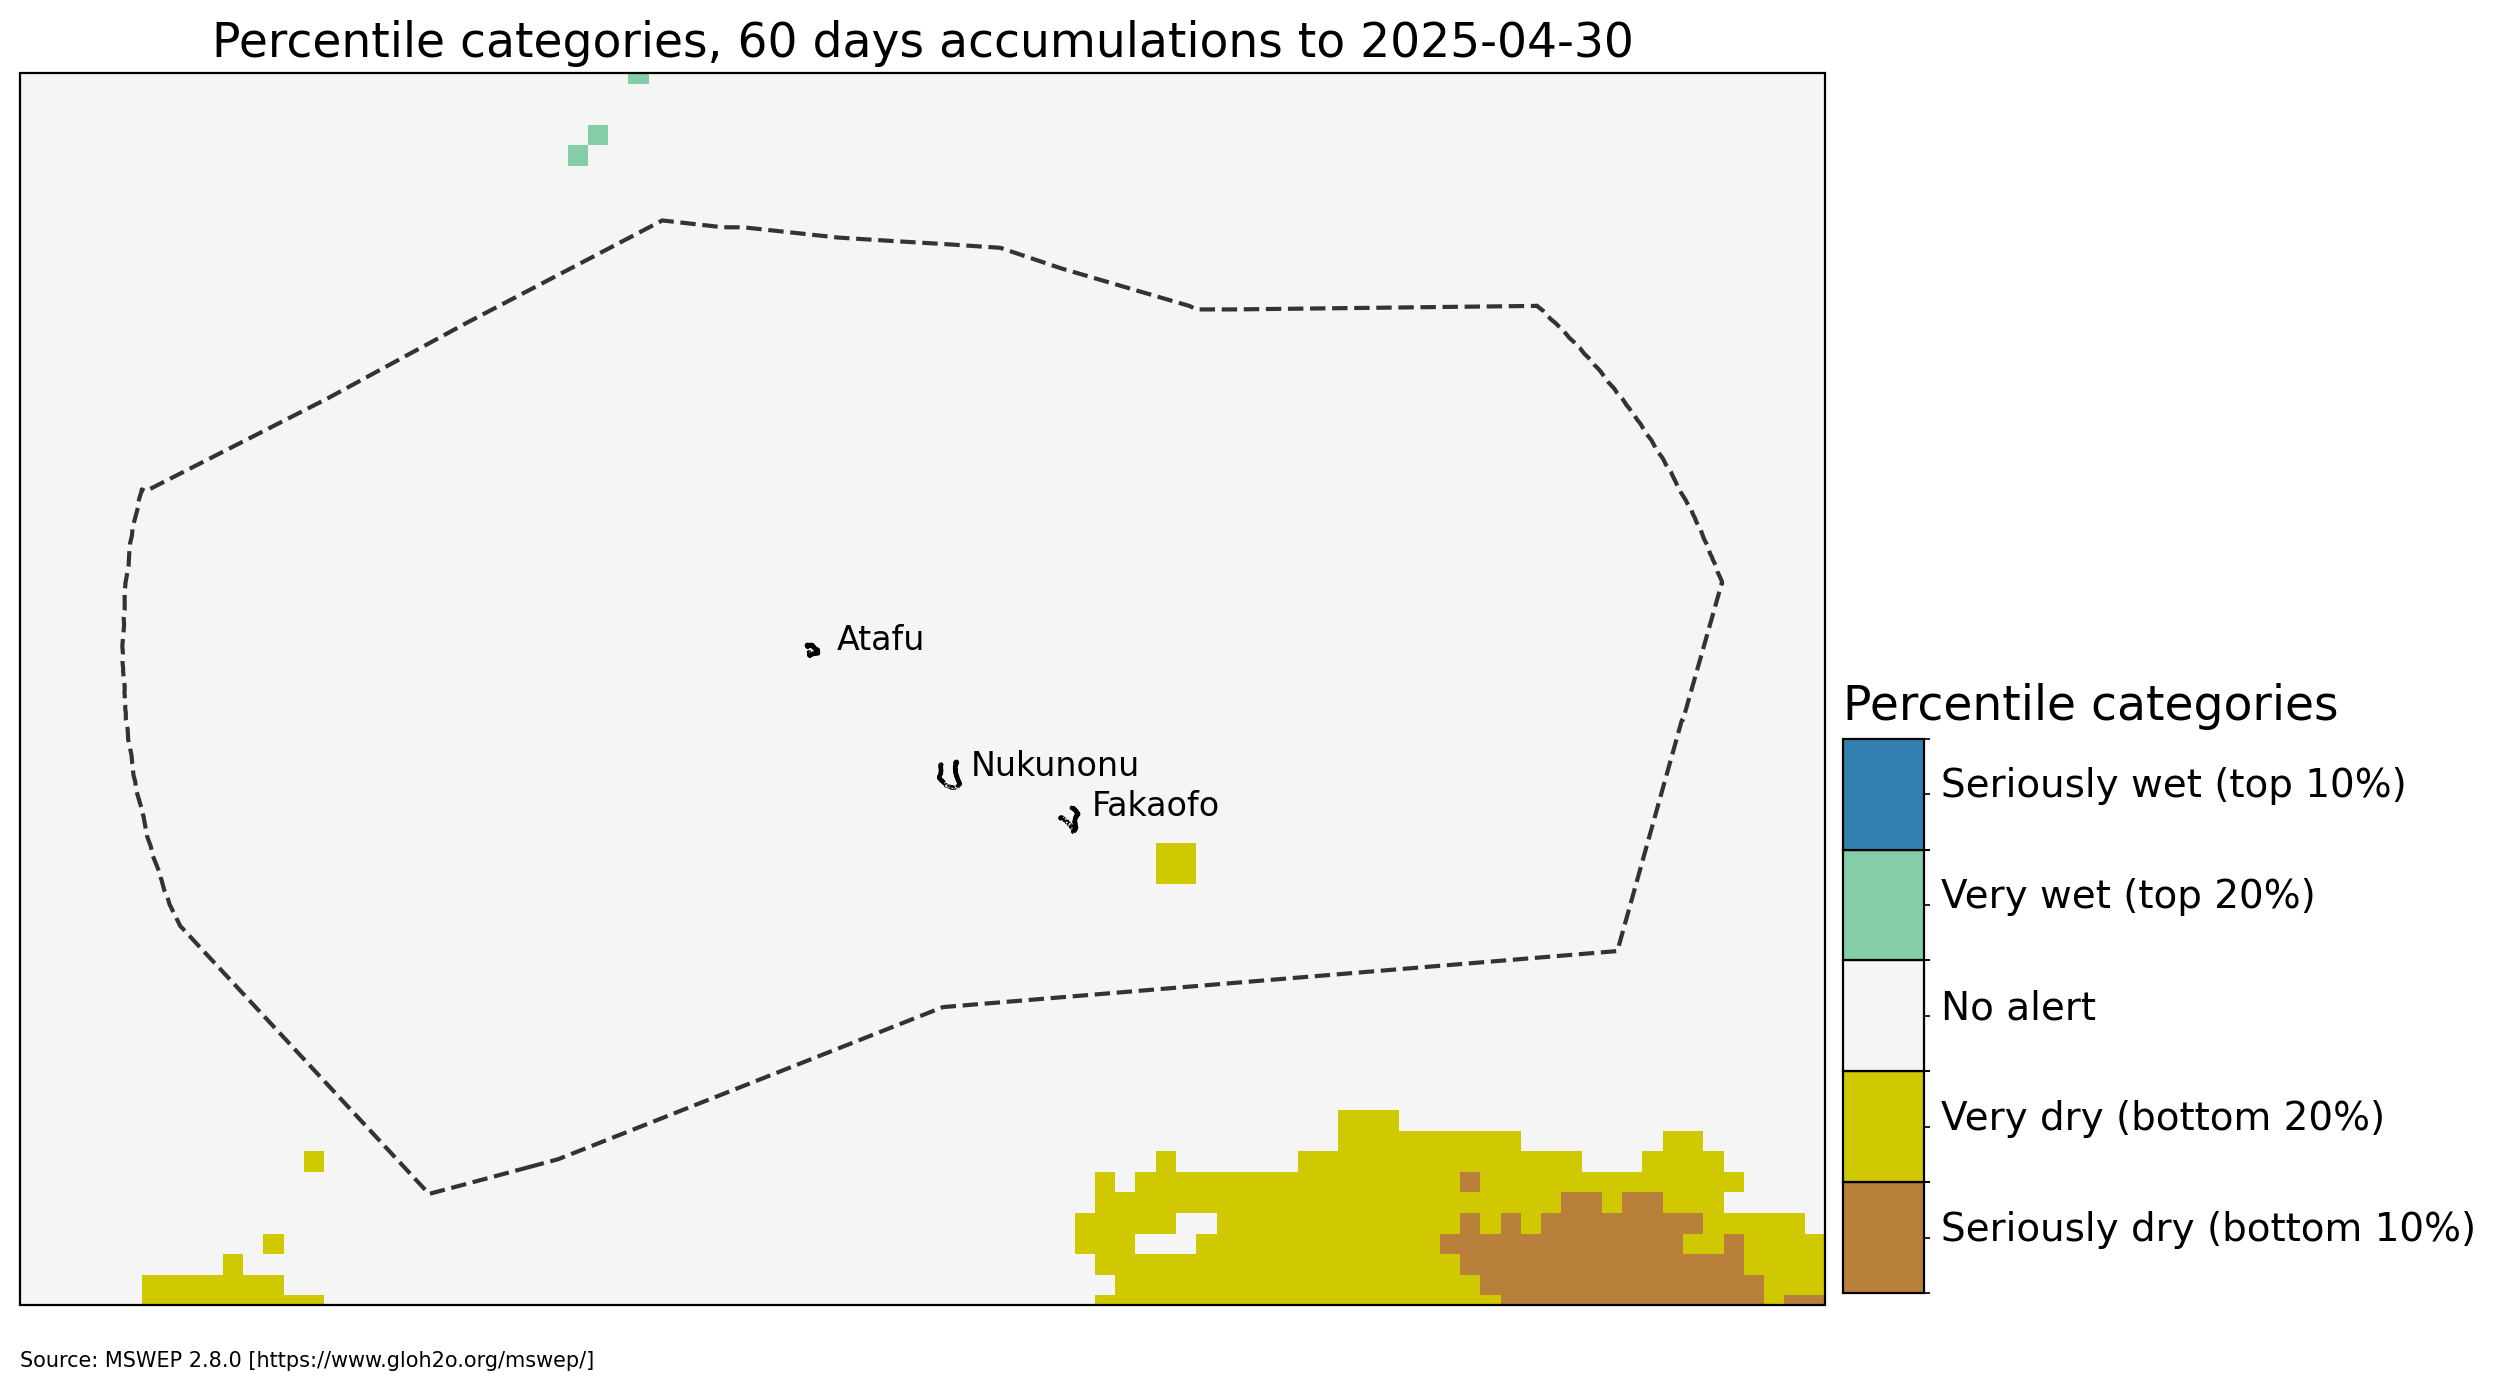 Percentile categories, 60 days accumulations to 2025-04-30
Atafu
Nukunonu
Fakaofo
Percentile categories
Seriously wet (top 10%)
Very wet (top 20%)
No alert
Very dry (bottom 20%)
Seriously dry (bottom 10%)
Source: MSWEP 2.8.0 [https://www.gloh2o.org/mswep/]